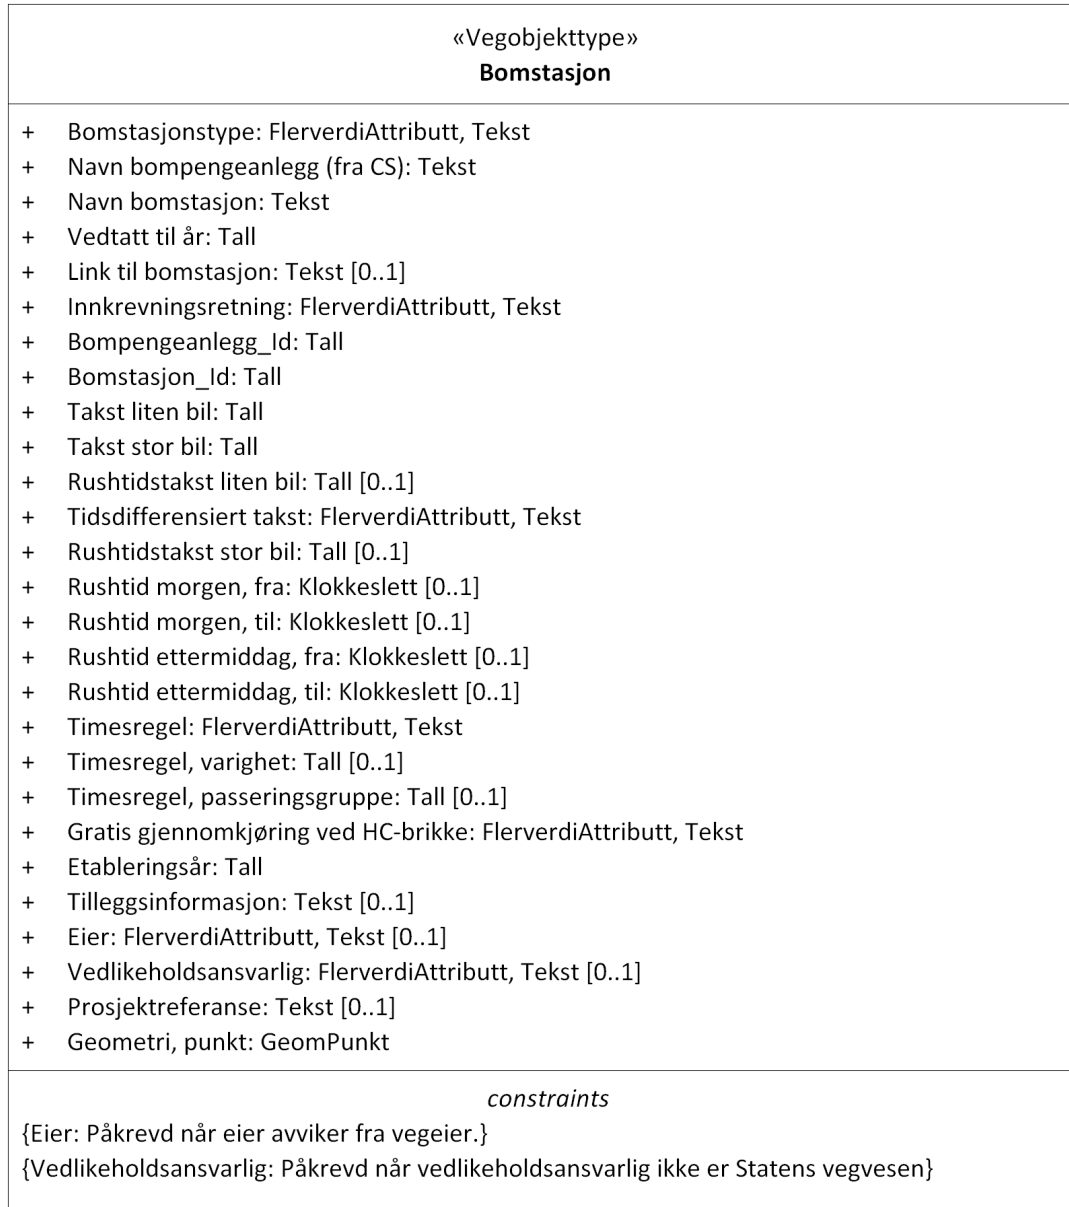 «Vegobjekttype»
Bomstasjon
+ Bomstasjonstype: FlerverdiAttributt, Tekst
+ Navn bompengeanlegg (fra CS): Tekst
+ Navn bomstasjon: Tekst
+ Vedtatt til år: Tall
+ Link til bomstasjon: Tekst [0..1]
+ Innkrevningsretning: FlerverdiAttributt, Tekst
+ Bompengeanlegg_Id: Tall
+ Bomstasjon_Id: Tall
+ Takst liten bil: Tall
+ Takst stor bil: Tall
+ Rushtidstakst liten bil: Tall [0..1]
+ Tidsdifferensiert takst: FlerverdiAttributt, Tekst
+ Rushtidstakst stor bil: Tall [0..1]
+ Rushtid morgen, fra: Klokkeslett [0..1]
+ Rushtid morgen, til: Klokkeslett [0..1]
+ Rushtid ettermiddag, fra: Klokkeslett [0..1]
+ Rushtid ettermiddag, til: Klokkeslett [0..1]
+ Timesregel: FlerverdiAttributt, Tekst
+ Timesregel, varighet: Tall [0..1]
+ Timesregel, passeringsgruppe: Tall [0..1]
+ Gratis gjennomkjøring ved HC-brikke: FlerverdiAttributt, Tekst
+ Etableringsår: Tall
+ Tilleggsinformasjon: Tekst [0..1]
+ Eier: FlerverdiAttributt, Tekst [0..1]
+ Vedlikeholdsansvarlig: FlerverdiAttributt, Tekst [0..1]
+ Prosjektreferanse: Tekst [0..1]
+ Geometri, punkt: GeomPunkt
constraints
{Eier: Påkrevd når eier avviker fra vegeier.}
{Vedlikeholdsansvarlig: Påkrevd når vedlikeholdsansvarlig ikke er Statens vegvesen}